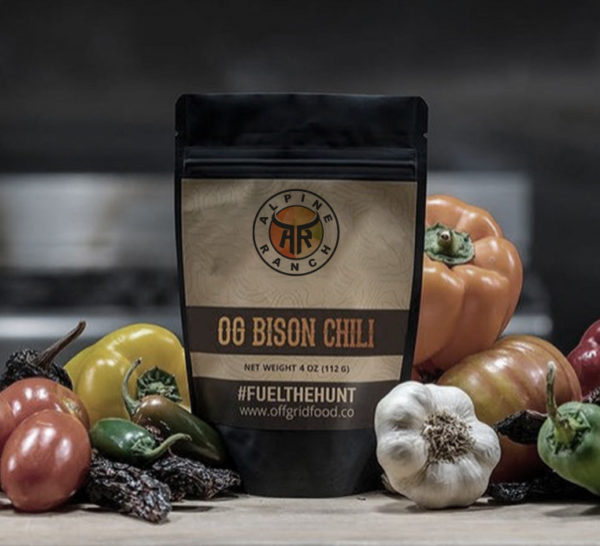 ALPINE
RANCH
AR
OG BISON CHILI
NET WEIGHT 4 OZ (112 G)
#FUELTHEHUNT
www.offgridfood.co